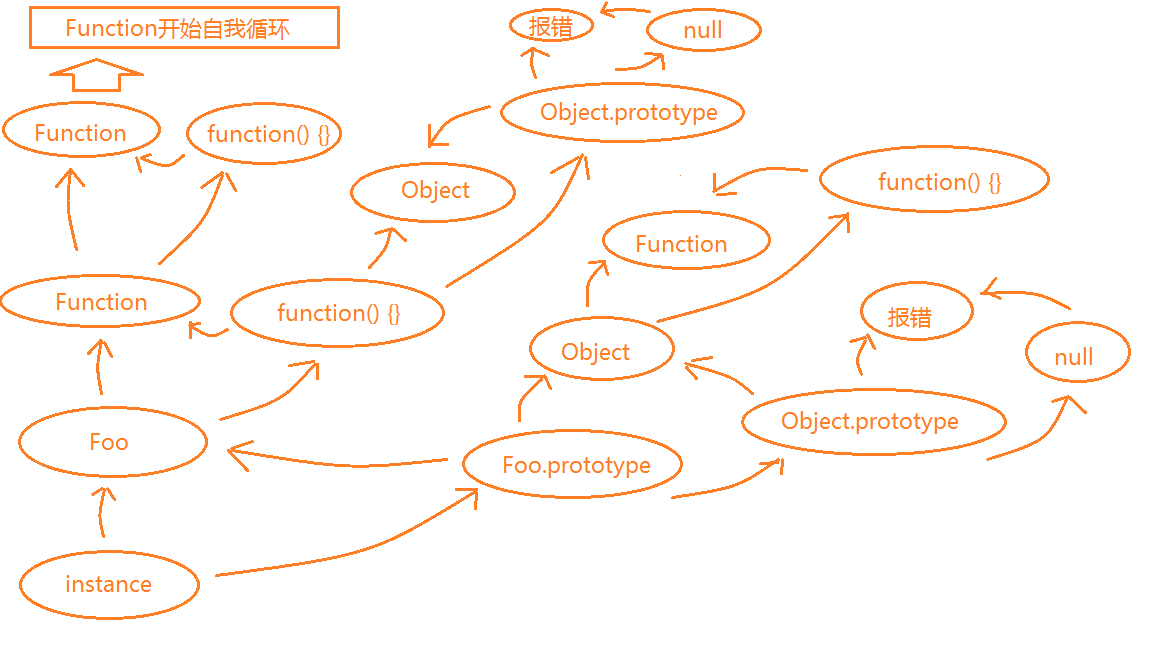 Function开始自我循环
报错
null
Function
function() {}
Object.prototype
Object
function() {}
Function
Function
function() {}
报错
Object
null
Foo
Foo.prototype
Object.prototype
instance